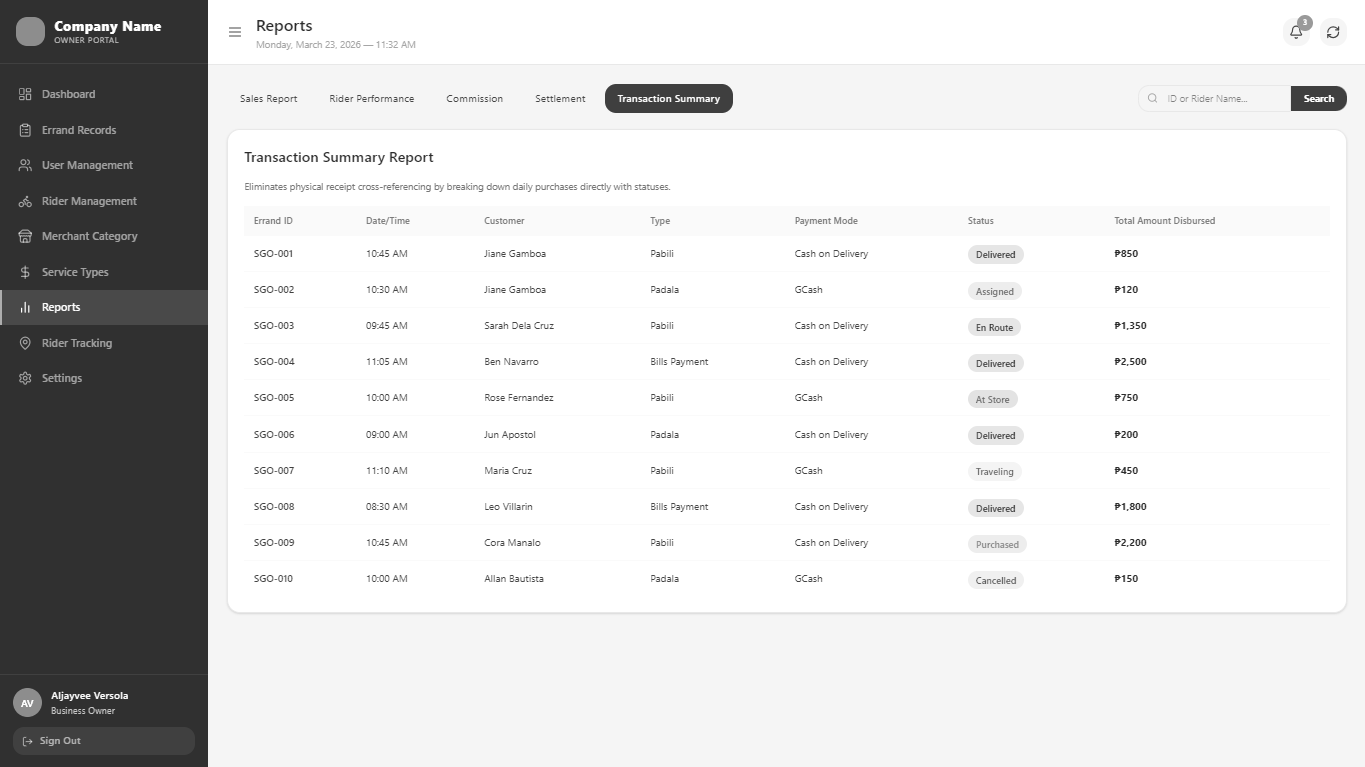 Company Name
OWNER PORTAL
Dashboard
Errand Records
User Management
Rider Management
Merchant Category
Service Types
Reports
Rider Tracking
Settings
AV
Aljayvee Versola
Business Owner
Sign Out
Reports
Monday, March 23, 2026 — 11:32 AM
3
Sales Report Rider Performance Commission Settlement Transaction Summary
ID or Rider Name... Search
Transaction Summary Report
Eliminates physical receipt cross-referencing by breaking down daily purchases directly with statuses.
Errand ID Date/Time Customer Type Payment Mode Status Total Amount Disbursed
SGO-001 10:45 AM Jiane Gamboa Pabili Cash on Delivery Delivered ₱850
SGO-002 10:30 AM Jiane Gamboa Padala GCash Assigned ₱120
SGO-003 09:45 AM Sarah Dela Cruz Pabili Cash on Delivery En Route ₱1,350
SGO-004 11:05 AM Ben Navarro Bills Payment Cash on Delivery Delivered ₱2,500
SGO-005 10:00 AM Rose Fernandez Pabili GCash At Store ₱750
SGO-006 09:00 AM Jun Apostol Padala Cash on Delivery Delivered ₱200
SGO-007 11:10 AM Maria Cruz Pabili GCash Traveling ₱450
SGO-008 08:30 AM Leo Villarin Bills Payment Cash on Delivery Delivered ₱1,800
SGO-009 10:45 AM Cora Manalo Pabili Cash on Delivery Purchased ₱2,200
SGO-010 10:00 AM Allan Bautista Padala GCash Cancelled ₱150